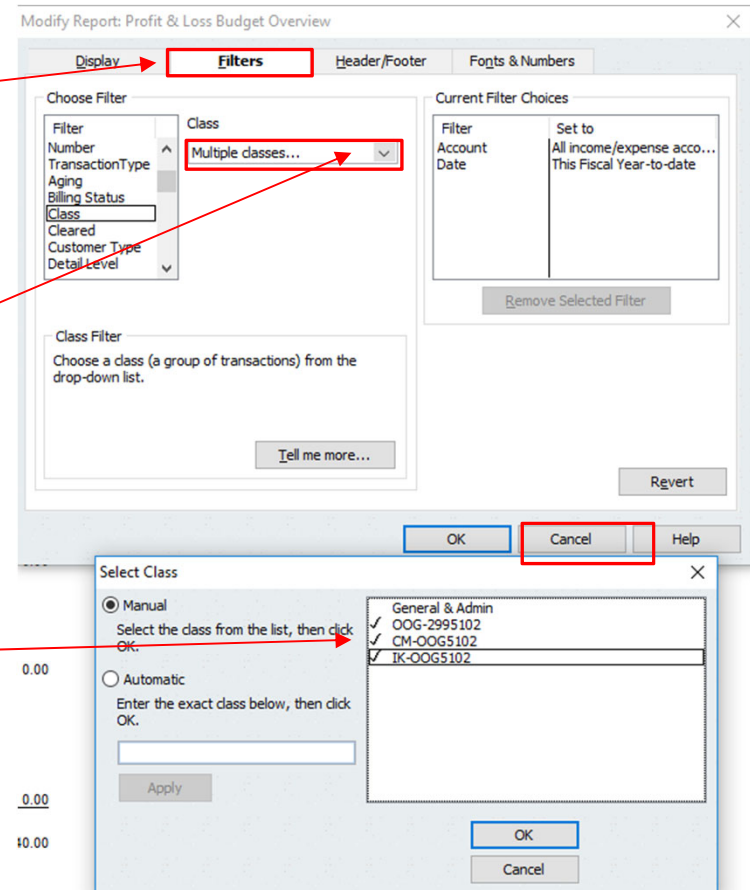 Modify Report: Profit & Loss Budget Overview
Display
Filters
Header/Footer
Fonts & Numbers
Choose Filter
Filter
Number
TransactionType
Aging
Billing Status
Class
Cleared
Customer Type
Detail Level
Class
Multiple classes...
Current Filter Choices
Filter Set to
Account All income/expense acco...
Date This Fiscal Year-to-date
Remove Selected Filter
Class Filter
Choose a class (a group of transactions) from the
drop-down list.
Tell me more...
Revert
OK
Cancel
Help
Select Class
Manual
Select the class from the list, then click
OK.
Automatic
Enter the exact class below, then click
OK.
Apply
General & Admin
OOG-2995102
CM-OOG5102
IK-OOG5102
OK
Cancel
0.00
0.00